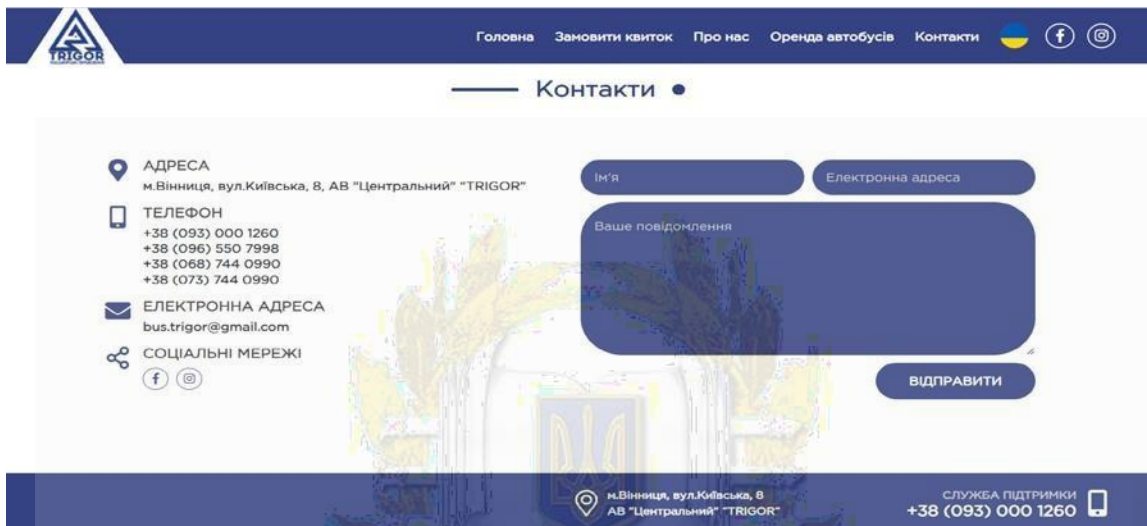 TRIGOR
Головна Замовити квиток Про нас Оренда автобусів Контакти
Контакти
АДРЕСА
м.Вінниця, вул.Київська, 8, АВ "Центральний" "TRIGOR"
ТЕЛЕФОН
+38 (093) 000 1260
+38 (096) 550 7998
+38 (068) 744 0990
+38 (073) 744 0990
ЕЛЕКТРОННА АДРЕСА
bus.trigor@gmail.com
СОЦІАЛЬНІ МЕРЕЖІ
Ім'я
Електронна адреса
Ваше повідомлення
ВІДПРАВИТИ
м.Вінниця, вул.Київська, 8
АВ "Центральний" "TRIGOR"
СЛУЖБА ПІДТРИМКИ
+38 (093) 000 1260